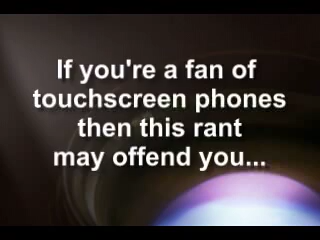 If you're a fan of
touchscreen phones
then this rant
may offend you...